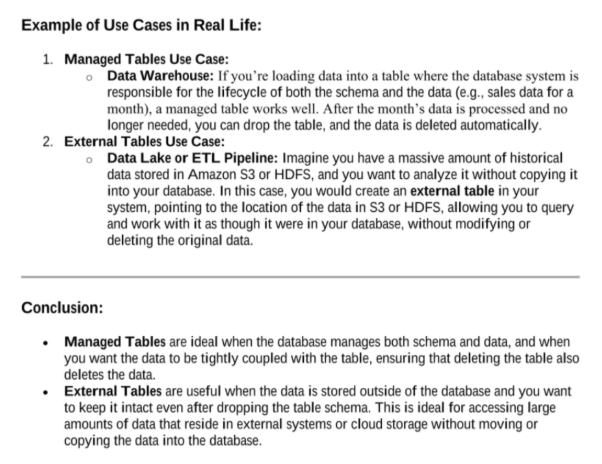 Example of Use Cases in Real Life:
1. Managed Tables Use Case:
o Data Warehouse: If you're loading data into a table where the database system is
responsible for the lifecycle of both the schema and the data (e.g., sales data for a
month), a managed table works well. After the month's data is processed and no
longer needed, you can drop the table, and the data is deleted automatically.
2. External Tables Use Case:
o Data Lake or ETL Pipeline: Imagine you have a massive amount of historical
data stored in Amazon S3 or HDFS, and you want to analyze it without copying it
into your database. In this case, you would create an external table in your
system, pointing to the location of the data in S3 or HDFS, allowing you to query
and work with it as though it were in your database, without modifying or
deleting the original data.
Conclusion:
• Managed Tables are ideal when the database manages both schema and data, and when
you want the data to be tightly coupled with the table, ensuring that deleting the table also
deletes the data.
• External Tables are useful when the data is stored outside of the database and you want
to keep it intact even after dropping the table schema. This is ideal for accessing large
amounts of data that reside in external systems or cloud storage without moving or
copying the data into the database.